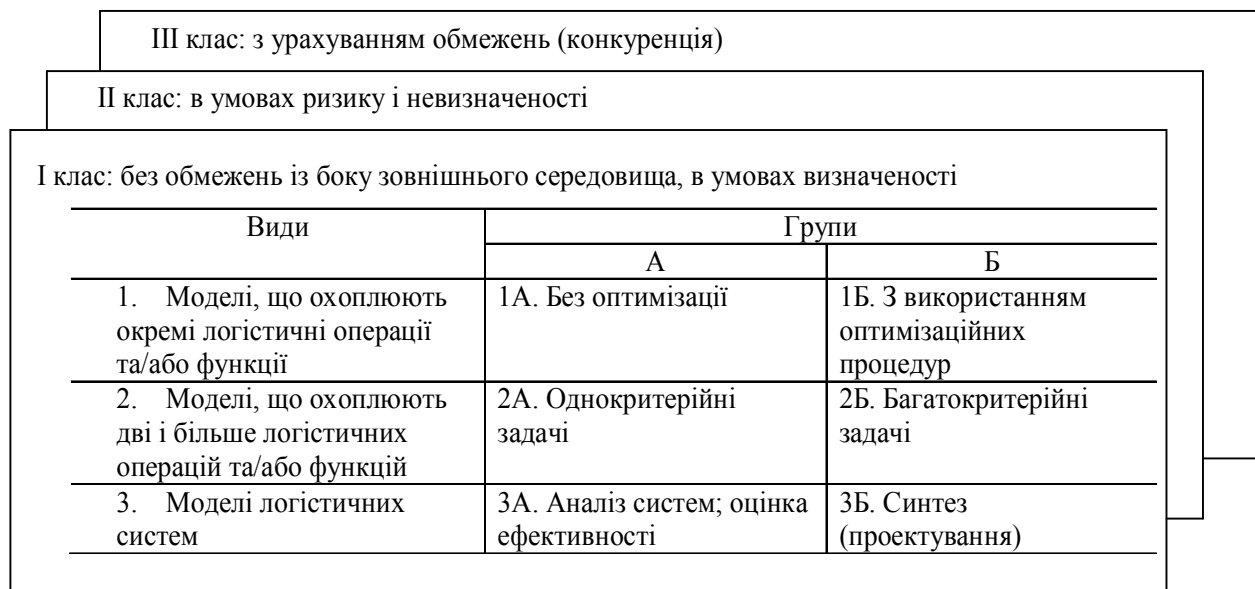 III клас: з урахуванням обмежень (конкуренція)
II клас: в умовах ризику і невизначеності
I клас: без обмежень із боку зовнішнього середовища, в умовах визначеності
Види
Групи
А
Б
1. Моделі, що охоплюють
окремі логістичні операції
та/або функції
1А. Без оптимізації
1Б. З використанням
оптимізаційних
процедур
2. Моделі, що охоплюють
дві і більше логістичних
операцій та/або функцій
2А. Однокритерійні
задачі
2Б. Багатокритерійні
задачі
3. Моделі логістичних
систем
3А. Аналіз систем; оцінка
ефективності
3Б. Синтез
(проектування)